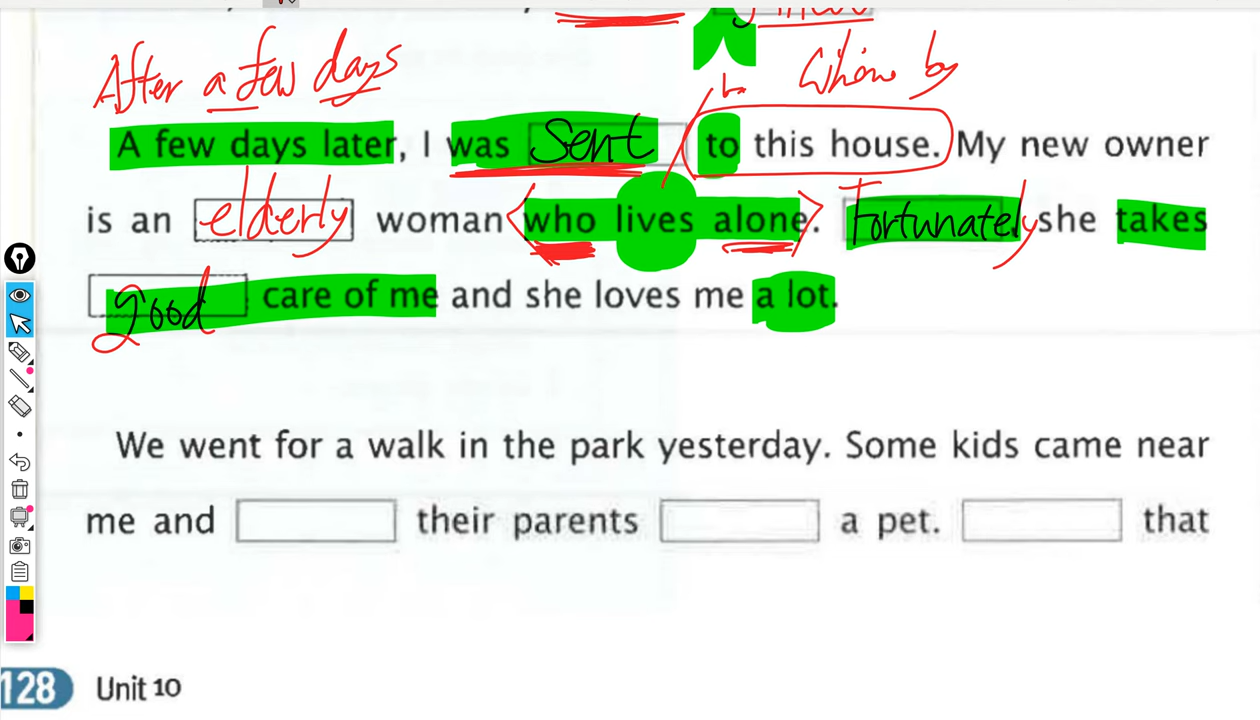 After a few days
A few days later, I was Sent to this house. My new owner
is an elderly woman <who lives alone>. Fortunately she takes
good care of me and she loves me a lot.
We went for a walk in the park yesterday. Some kids came near
me and their parents a pet. that
128 Unit 10